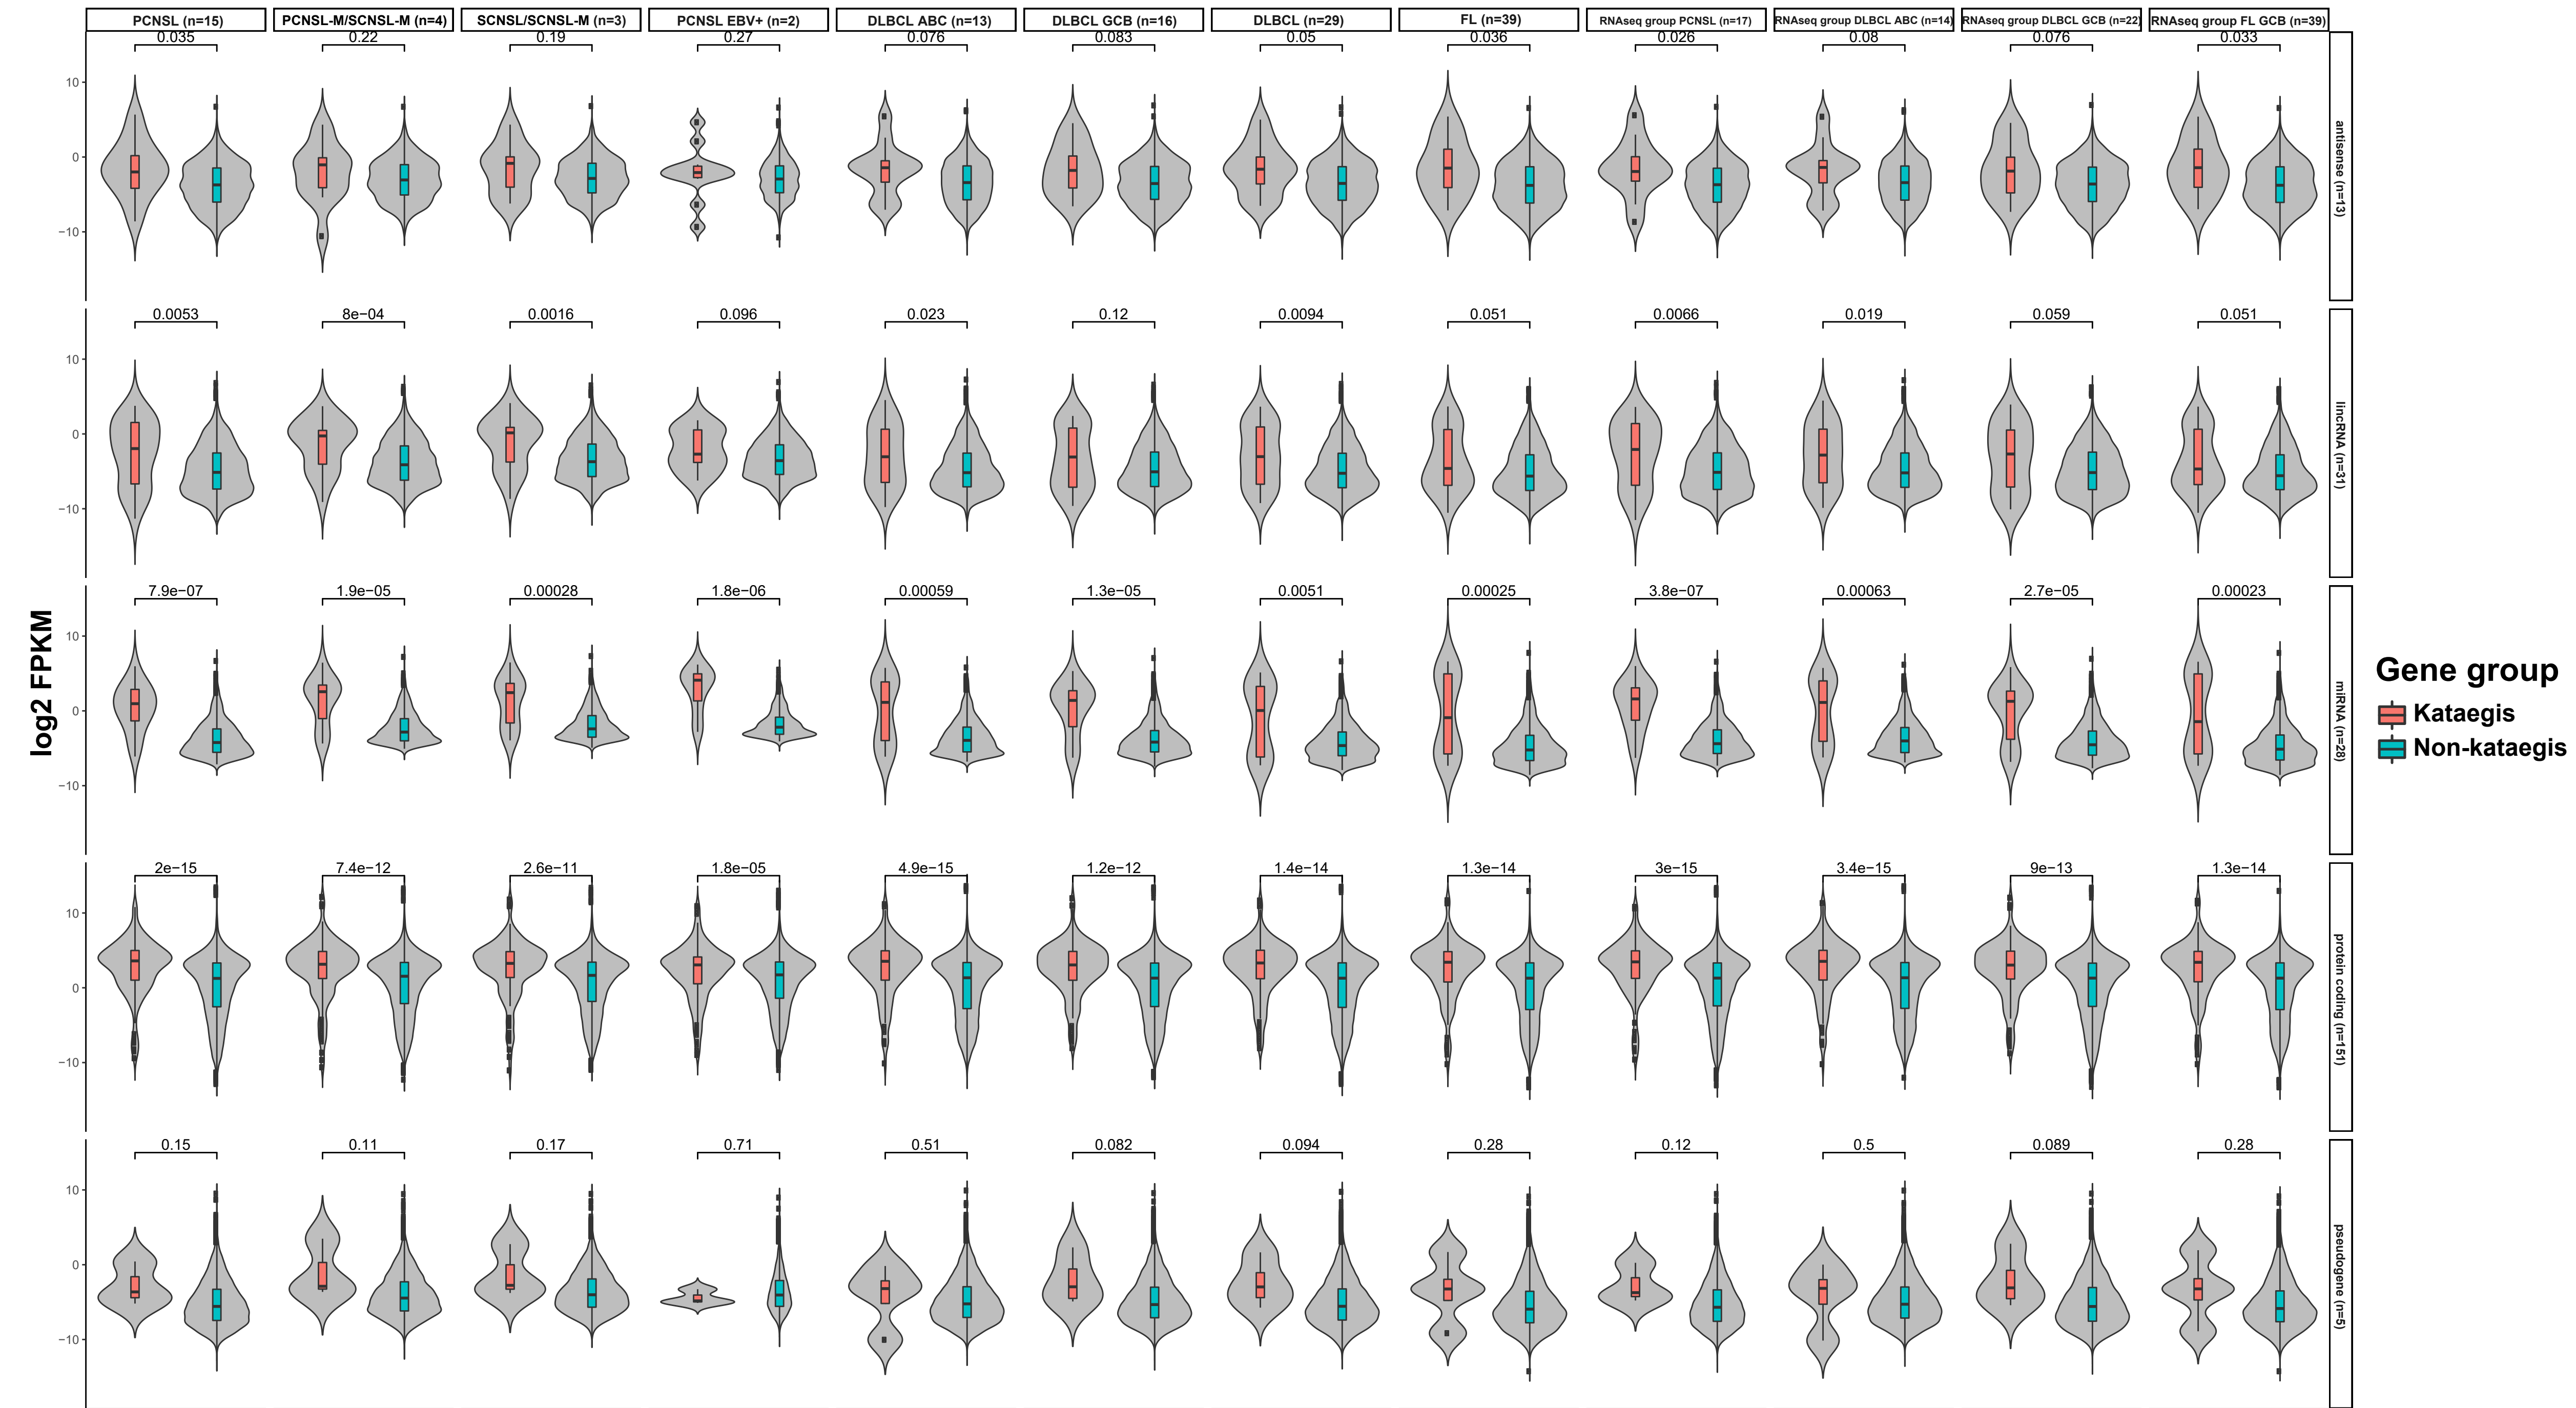 PCNSL (n=15) PCNSL-M/SCNSL-M (n=4) SCNSL/SCNSL-M (n=3) PCNSL EBV+ (n=2) DLBCL ABC (n=13) DLBCL GCB (n=16) DLBCL (n=29) FL (n=39) RNAseq group PCNSL (n=17) RNAseq group DLBCL ABC (n=14) RNAseq group DLBCL GCB (n=22) RNAseq group FL GCB (n=39)
0.035 0.22 0.19 0.27 0.076 0.083 0.05 0.036 0.026 0.08 0.076 0.033
10
0
−10
antisense (n=13)
0.0053 8e−04 0.0016 0.096 0.023 0.12 0.0094 0.051 0.0066 0.019 0.059 0.051
10
0
−10
lincRNA (n=31)
7.9e−07 1.9e−05 0.00028 1.8e−06 0.00059 1.3e−05 0.0051 0.00025 3.8e−07 0.00063 2.7e−05 0.00023
10
0
−10
miRNA (n=28)
2e−15 7.4e−12 2.6e−11 1.8e−05 4.9e−15 1.2e−12 1.4e−14 1.3e−14 3e−15 3.4e−15 9e−13 1.3e−14
10
0
−10
protein coding (n=151)
0.15 0.11 0.17 0.71 0.51 0.082 0.094 0.28 0.12 0.5 0.089 0.28
10
0
−10
pseudogene (n=5)
log2 FPKM
Gene group
Kataegis
Non-kataegis